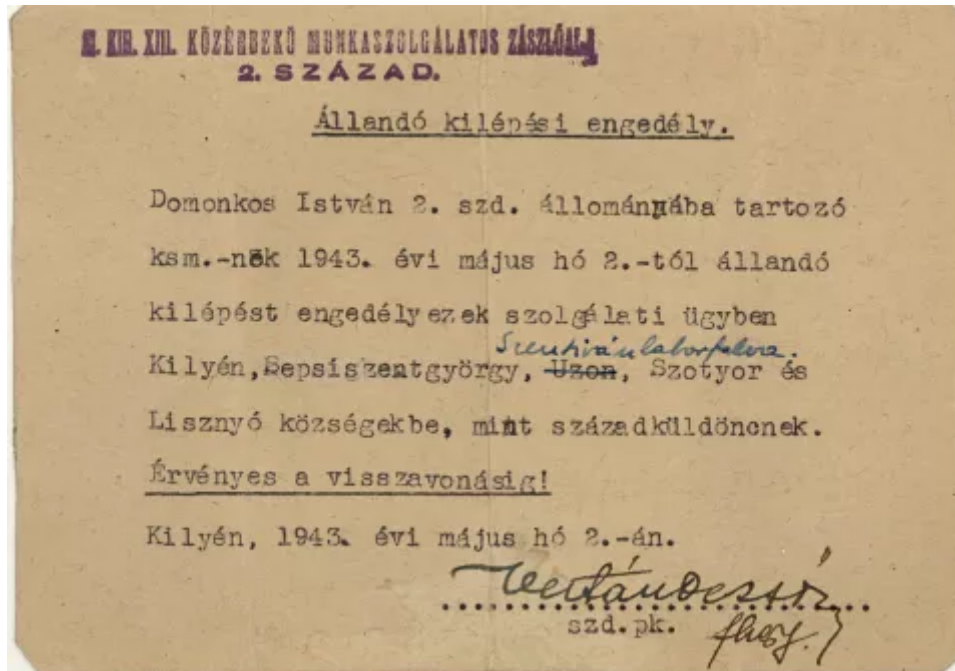 M. KIR. XIII. KÖZÉRDEKŰ MUNKASZOLGÁLATOS ZÁSZLÓALJ
2. SZÁZAD.
Állandó kilépési engedély.
Domonkos István 2. szd. állományába tartozó
ksm.-nek 1943. évi május hó 2.-tól állandó
kilépést engedélyezek szolgálati ügyben
Szentivánlaborfalva.
Kilyén, Sepsiszentgyörgy, Uzon, Szotyor és
Lisznyó községekbe, mint századküldöncnek.
Érvényes a visszavonásig!
Kilyén, 1943. évi május hó 2.-án.
szd.pk.